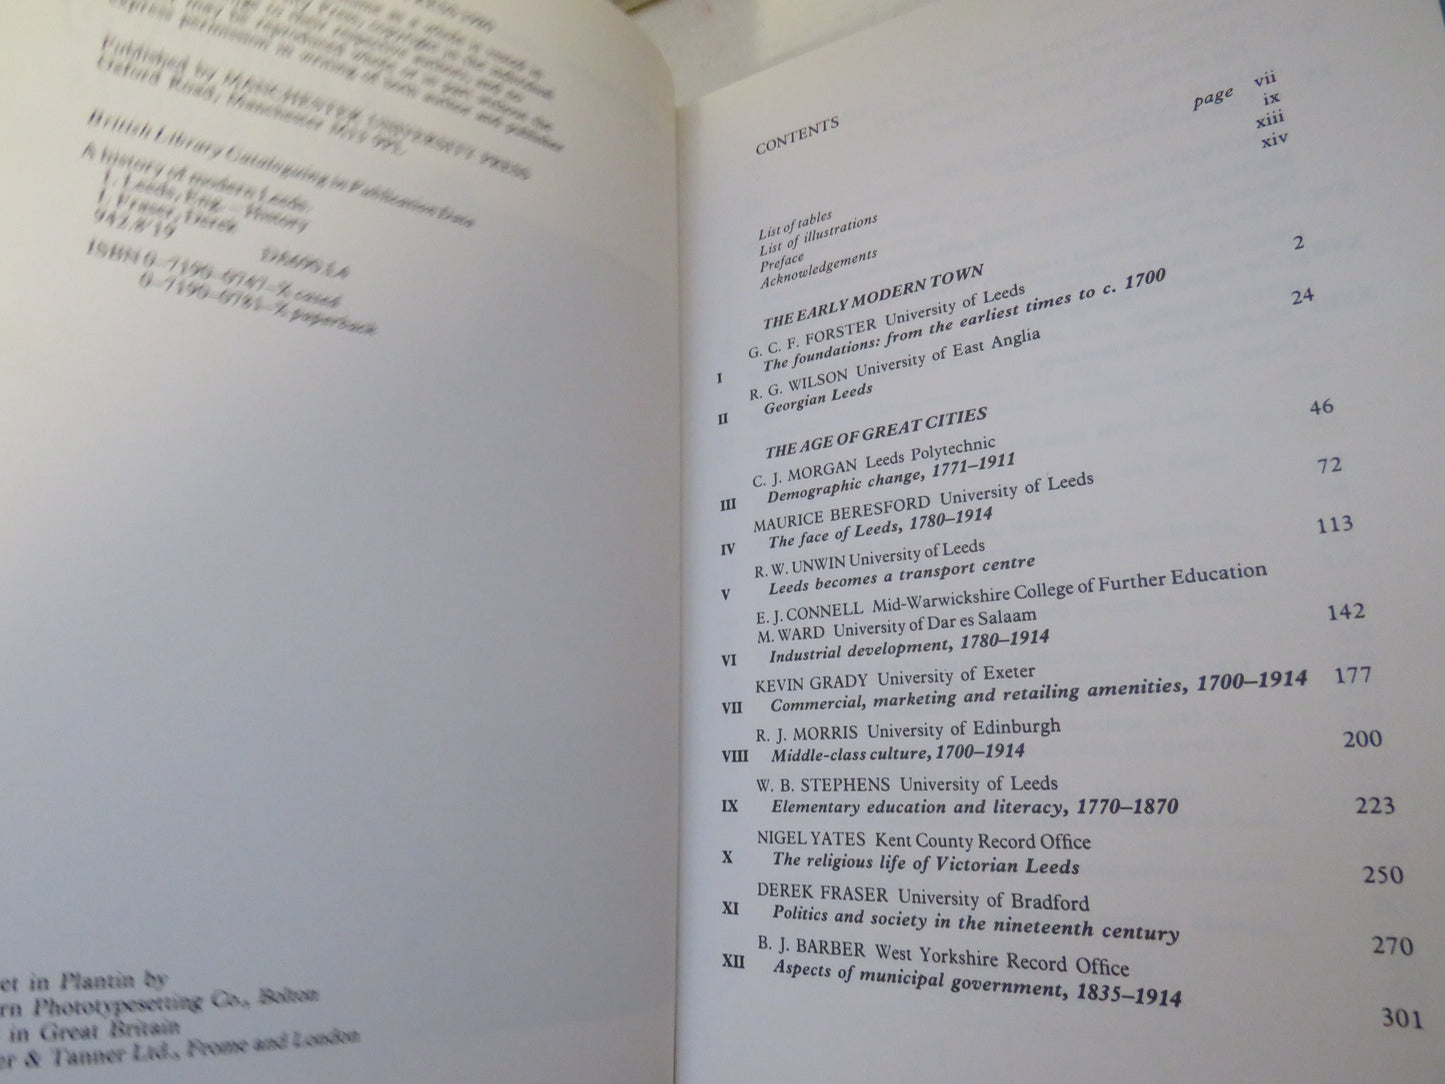 Published by MANCHESTER UNIVERSITY PRESS
Oxford Road, Manchester M13 9PL
British Library Cataloguing in Publication Data
A history of modern Leeds.
1. Leeds, Eng – History
I. Fraser, Derek
942.8'19
ISBN 0–7190–0747–X cased
0–7190–0781–X paperback
et in Plantin by
rn Phototypesetting Co., Bolton
in Great Britain
er & Tanner Ltd., Frome and London
CONTENTS
page vii
ix
xiii
xiv
List of tables
List of illustrations
Preface
Acknowledgements
THE EARLY MODERN TOWN
G. C. F. FORSTER University of Leeds
I The foundations: from the earliest times to c. 1700 2
R. G. WILSON University of East Anglia
II Georgian Leeds 24
THE AGE OF GREAT CITIES
C. J. MORGAN Leeds Polytechnic
III Demographic change, 1771–1911 46
MAURICE BERESFORD University of Leeds
IV The face of Leeds, 1780–1914 72
R. W. UNWIN University of Leeds
V Leeds becomes a transport centre 113
E. J. CONNELL Mid-Warwickshire College of Further Education
M. WARD University of Dar es Salaam
VI Industrial development, 1780–1914 142
KEVIN GRADY University of Exeter
VII Commercial, marketing and retailing amenities, 1700–1914 177
R. J. MORRIS University of Edinburgh
VIII Middle-class culture, 1700–1914 200
W. B. STEPHENS University of Leeds
IX Elementary education and literacy, 1770–1870 223
NIGEL YATES Kent County Record Office
X The religious life of Victorian Leeds 250
DEREK FRASER University of Bradford
XI Politics and society in the nineteenth century 270
B. J. BARBER West Yorkshire Record Office
XII Aspects of municipal government, 1835–1914 301